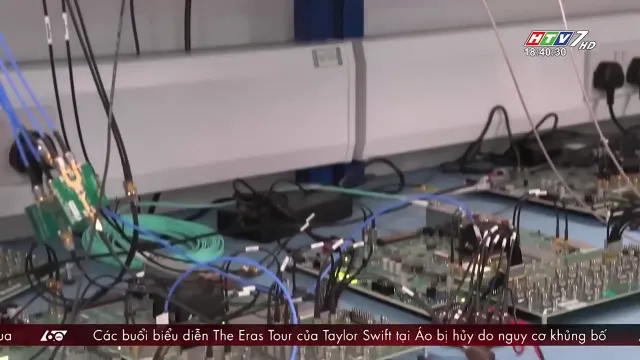 HTV7 HD
18:40:30
ua
60
Các buổi biểu diễn The Eras Tour của Taylor Swift tại Áo bị hủy do nguy cơ khủng bố